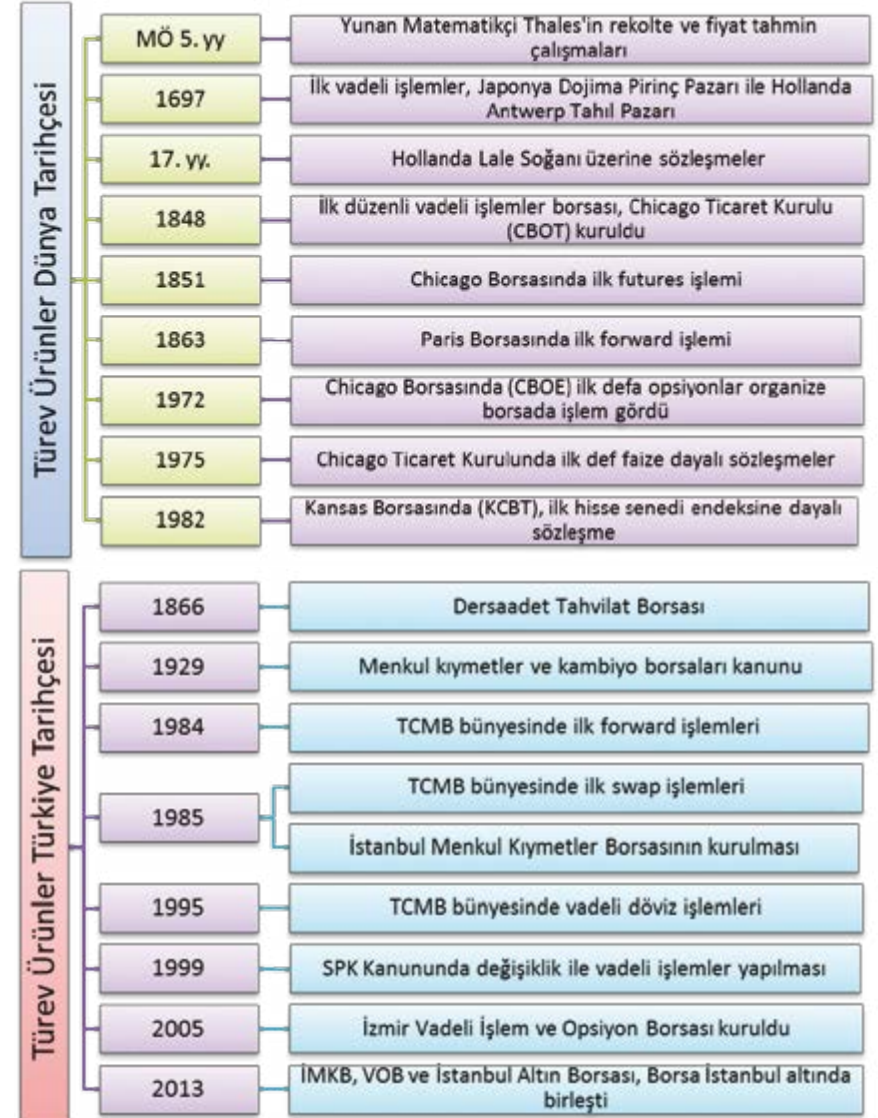 Türev Ürünler Dünya Tarihçesi
MÖ 5. yy
Yunan Matematikçi Thales'in rekolte ve fiyat tahmin
çalışmaları
1697
İlk vadeli işlemler, Japonya Dojima Pirinç Pazarı ile Hollanda
Antwerp Tahıl Pazarı
17. yy.
Hollanda Lale Soğanı üzerine sözleşmeler
1848
İlk düzenli vadeli işlemler borsası, Chicago Ticaret Kurulu
(CBOT) kuruldu
1851
Chicago Borsasında ilk futures işlemi
1863
Paris Borsasında ilk forward işlemi
1972
Chicago Borsasında (CBOE) ilk defa opsiyonlar organize
borsada işlem gördü
1975
Chicago Ticaret Kurulunda ilk def faize dayalı sözleşmeler
1982
Kansas Borsasında (KCBT), ilk hisse senedi endeksine dayalı
sözleşme
Türev Ürünler Türkiye Tarihçesi
1866
Dersaadet Tahvilat Borsası
1929
Menkul kıymetler ve kambiyo borsaları kanunu
1984
TCMB bünyesinde ilk forward işlemleri
1985
TCMB bünyesinde ilk swap işlemleri
İstanbul Menkul Kıymetler Borsasının kurulması
1995
TCMB bünyesinde vadeli döviz işlemleri
1999
SPK Kanununda değişiklik ile vadeli işlemler yapılması
2005
İzmir Vadeli İşlem ve Opsiyon Borsası kuruldu
2013
İMKB, VOB ve İstanbul Altın Borsası, Borsa İstanbul altında
birleşti